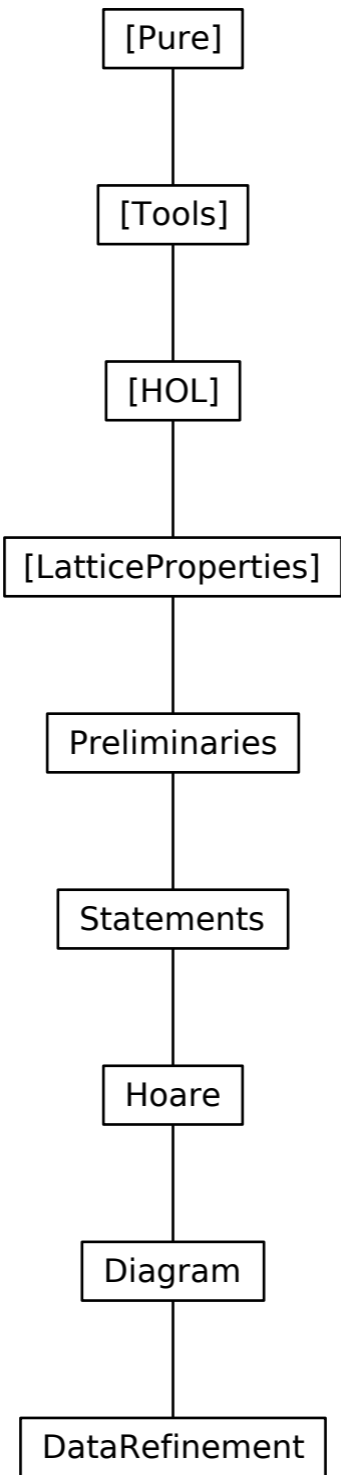 [Pure]
[Tools]
[HOL]
[LatticeProperties]
Preliminaries
Statements
Hoare
Diagram
DataRefinement